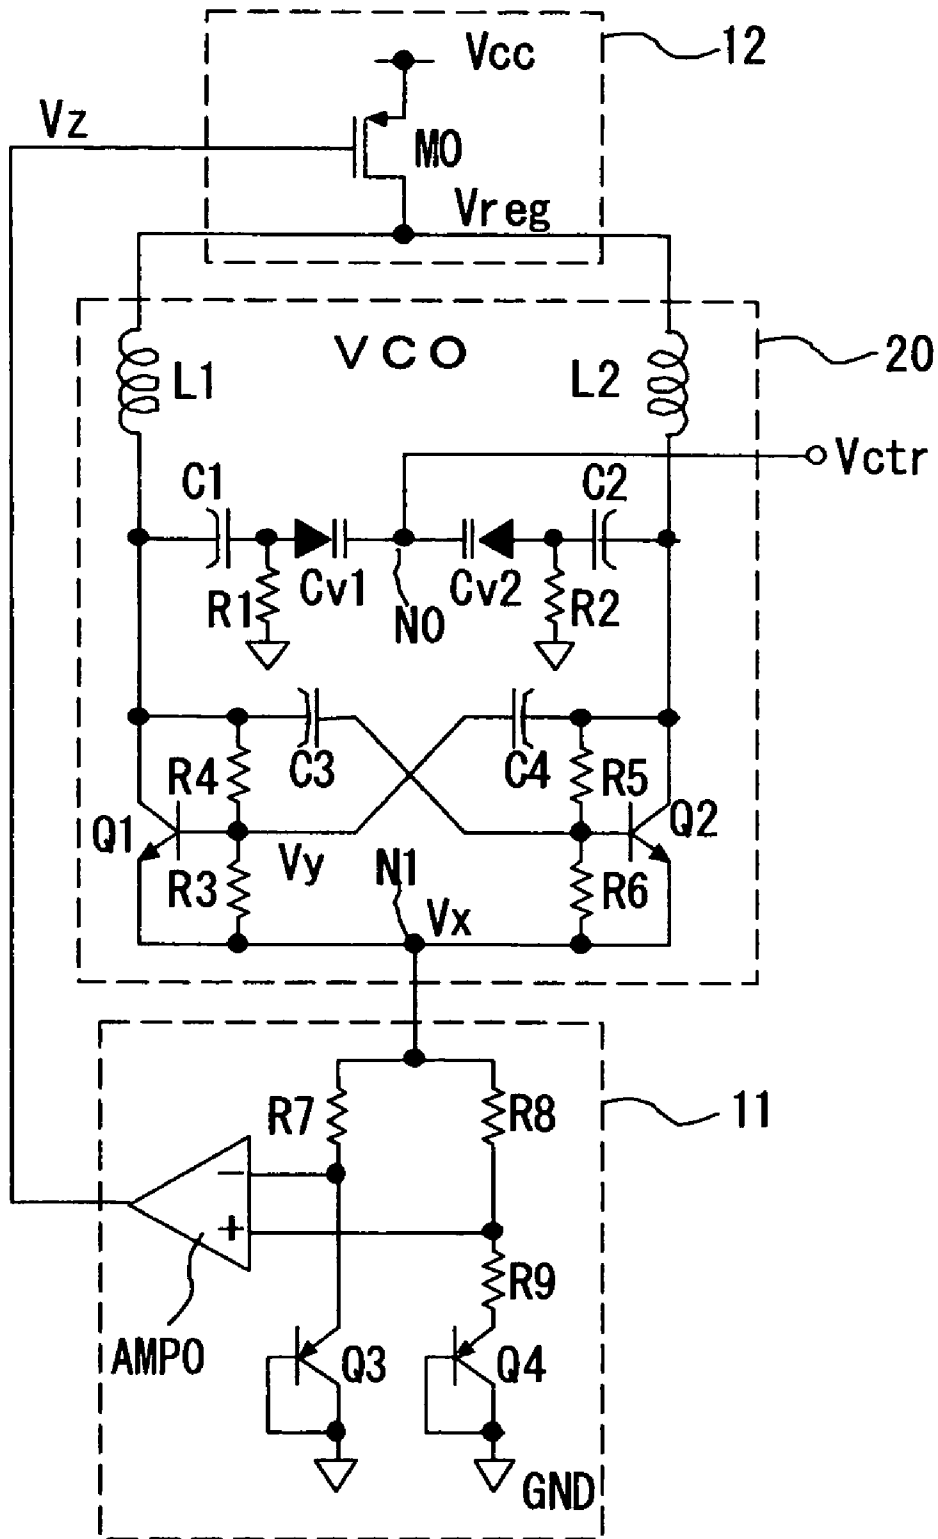 12
Vcc
Vz
M0
Vreg
VCO
20
L1
L2
Vctr
C1
C2
R1
Cv1
N0
Cv2
R2
C3
C4
R4
R5
Q1
Q2
Vy
N1
R3
R6
Vx
R7
R8
11
−
+
R9
AMP0
Q3
Q4
GND